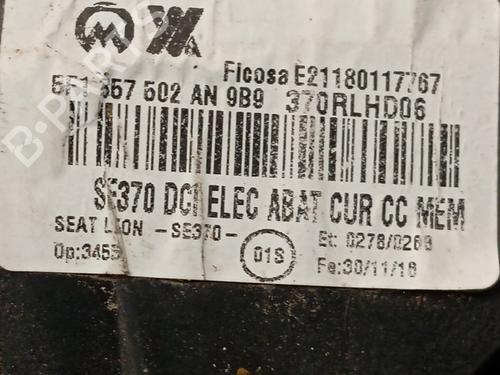 Ficosa E21180117767
5F1 857 502 AN 9B9 370RLHD06
SE370 DCI ELEC ABAT CUR CC MEM
SEAT LEON -SE370- 01S Et: 0278/0288
Op:3455 Fe:30/11/16
B-PARTS